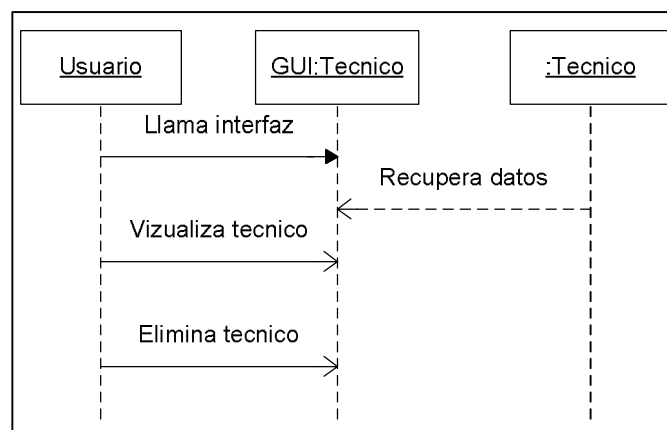 Usuario
GUI:Tecnico
:Tecnico
Llama interfaz
Recupera datos
Vizualiza tecnico
Elimina tecnico